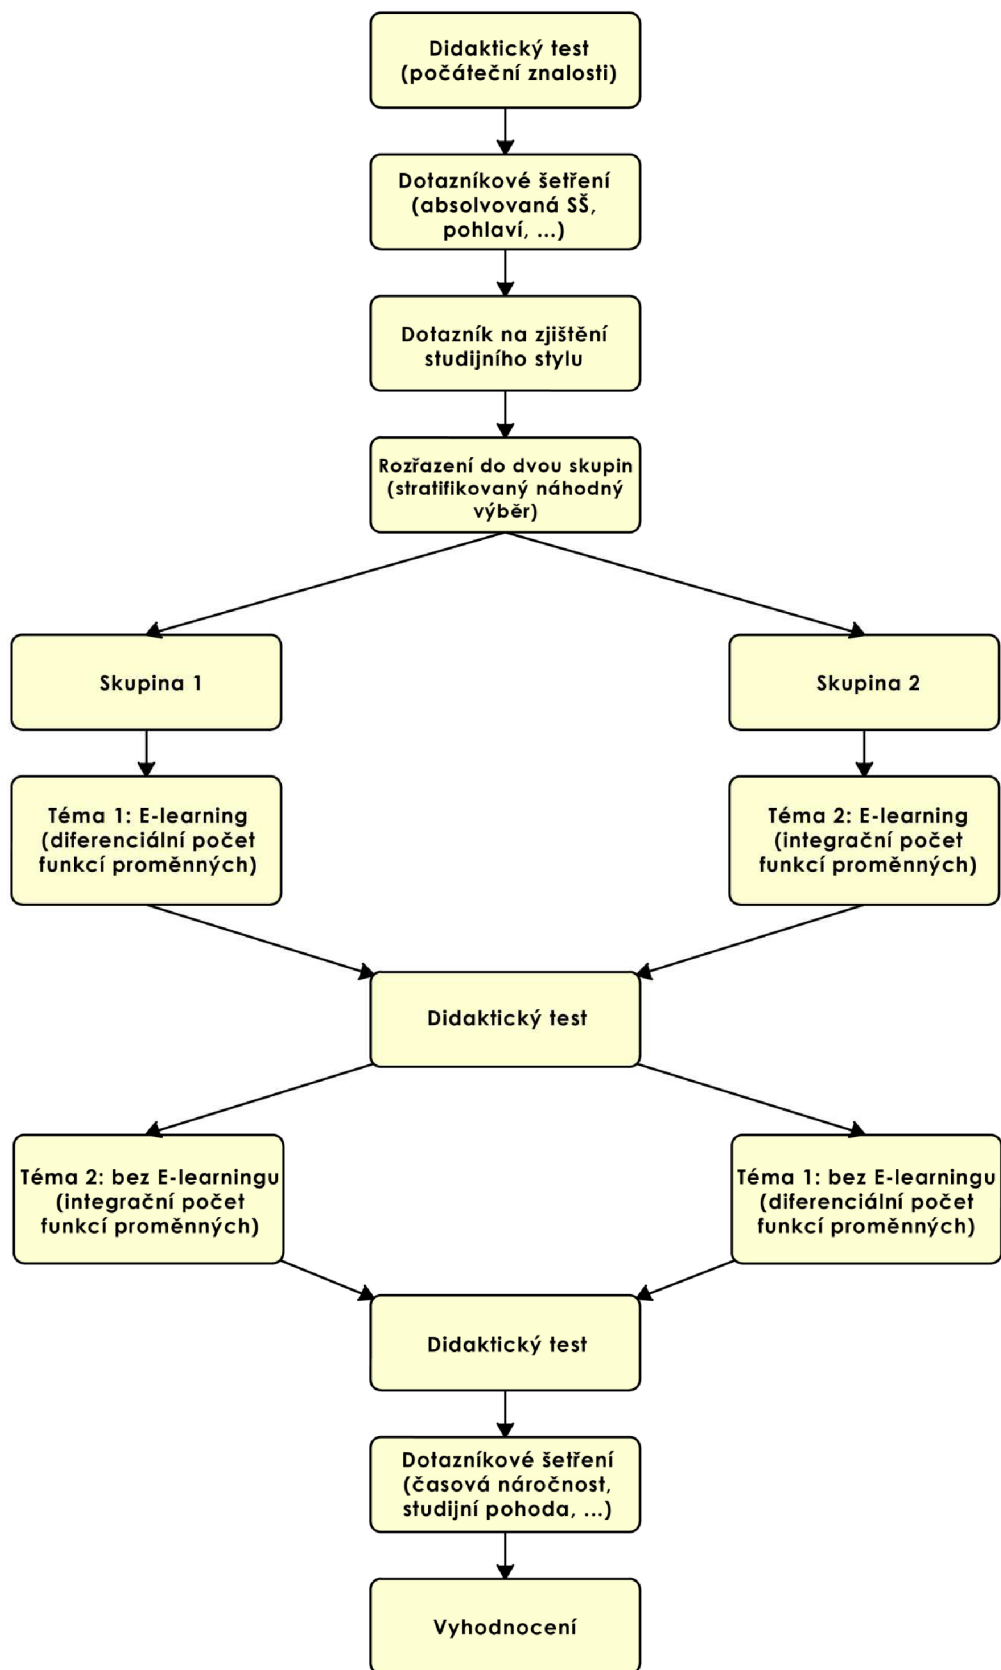 Didaktický test
(počáteční znalosti)
Dotazníkové šetření
(absolvovaná SŠ,
pohlaví, ...)
Dotazník na zjištění
studijního stylu
Rozřazení do dvou skupin
(stratifikovaný náhodný
výběr)
Skupina 1
Skupina 2
Téma 1: E-learning
(diferenciální počet
funkcí proměnných)
Téma 2: E-learning
(integrační počet
funkcí proměnných)
Didaktický test
Téma 2: bez E-learningu
(integrační počet
funkcí proměnných)
Téma 1: bez E-learningu
(diferenciální počet
funkcí proměnných)
Didaktický test
Dotazníkové šetření
(časová náročnost,
studijní pohoda, ...)
Vyhodnocení